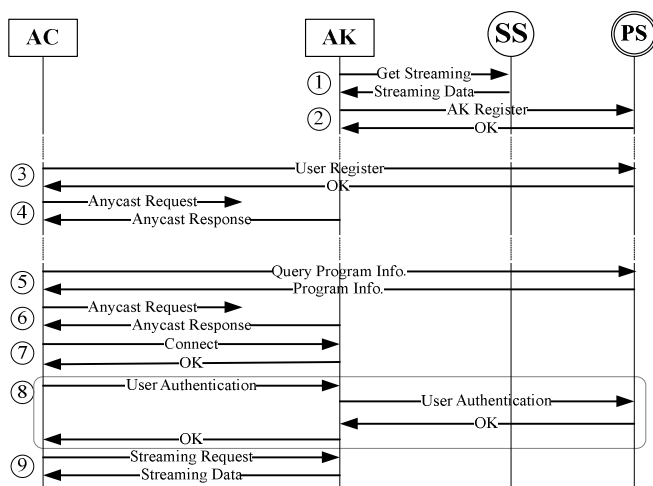 AC AK SS PS
① Get Streaming
Streaming Data
② AK Register
OK
③ User Register
OK
④ Anycast Request
Anycast Response
⑤ Query Program Info.
Program Info.
⑥ Anycast Request
Anycast Response
⑦ Connect
OK
⑧ User Authentication
User Authentication
OK
OK
⑨ Streaming Request
Streaming Data